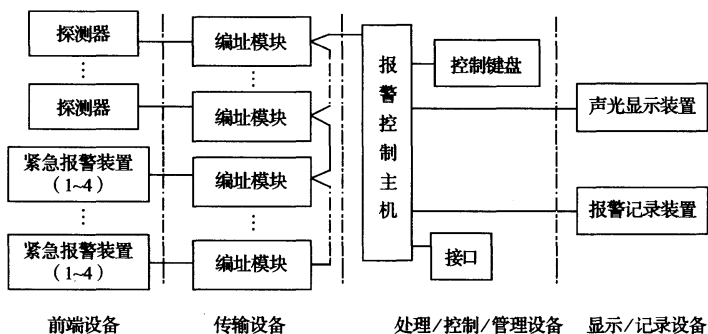 探测器
编址模块
探测器
编址模块
紧急报警装置
（1~4）
编址模块
紧急报警装置
（1~4）
编址模块
报警控制主机
控制键盘
接口
声光显示装置
报警记录装置
前端设备
传输设备
处理/控制/管理设备
显示/记录设备